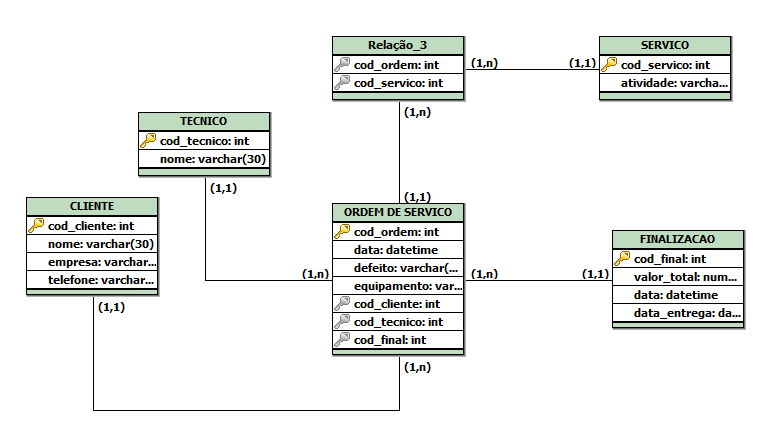 Relação_3
cod_ordem: int
cod_servico: int
(1,n)
(1,1)
SERVICO
cod_servico: int
atividade: varcha...
(1,n)
TECNICO
cod_tecnico: int
nome: varchar(30)
(1,1)
CLIENTE
cod_cliente: int
nome: varchar(30)
empresa: varchar...
telefone: varchar...
(1,1)
(1,1)
ORDEM DE SERVICO
cod_ordem: int
data: datetime
defeito: varchar(...
equipamento: var...
cod_cliente: int
cod_tecnico: int
cod_final: int
(1,n)
(1,n)
(1,1)
FINALIZACAO
cod_final: int
valor_total: num...
data: datetime
data_entrega: da...
(1,n)